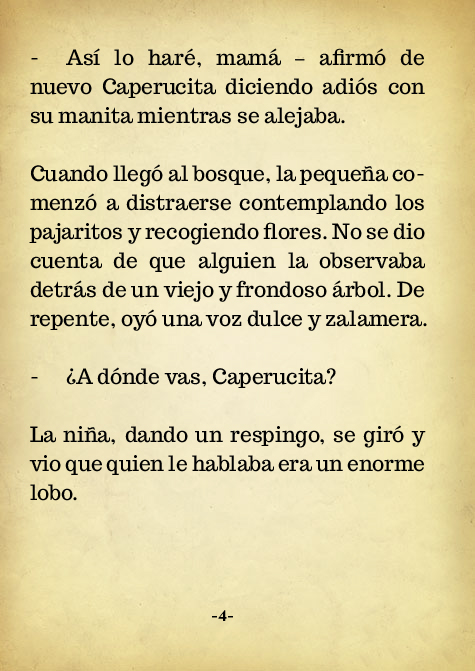 -   Así lo haré, mamá – afirmó de
nuevo Caperucita diciendo adiós con
su manita mientras se alejaba.
Cuando llegó al bosque, la pequeña co-
menzó a distraerse contemplando los
pajaritos y recogiendo flores. No se dio
cuenta de que alguien la observaba
detrás de un viejo y frondoso árbol. De
repente, oyó una voz dulce y zalamera.
-   ¿A dónde vas, Caperucita?
La niña, dando un respingo, se giró y
vio que quien le hablaba era un enorme
lobo.
-4-